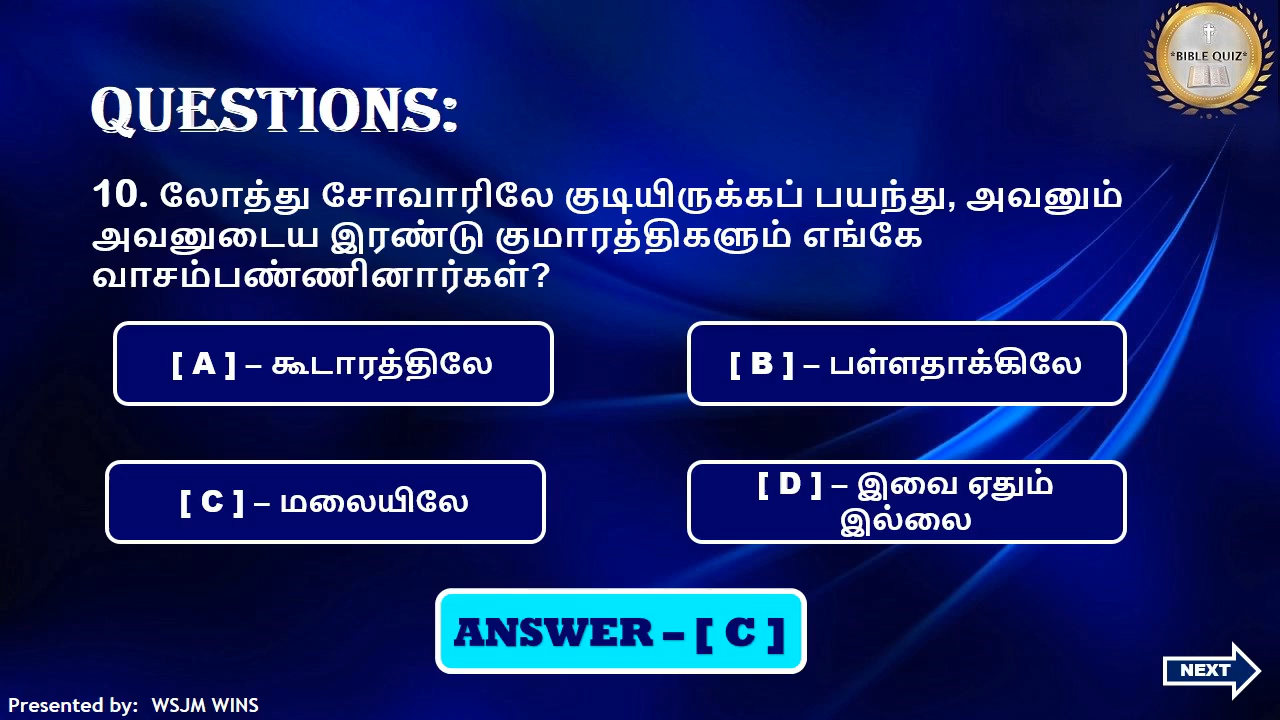 *BIBLE QUIZ*
QUESTIONS:
10. லோத்து சோவாரிலே குடியிருக்கப் பயந்து, அவனும்
அவனுடைய இரண்டு குமாரத்திகளும் எங்கே
வாசம்பண்ணினார்கள்?
[ A ] – கூடாரத்திலே
[ B ] – பள்ளதாக்கிலே
[ C ] – மலையிலே
[ D ] – இவை ஏதும்
இல்லை
ANSWER – [ C ]
NEXT
Presented by: WSJM WINS